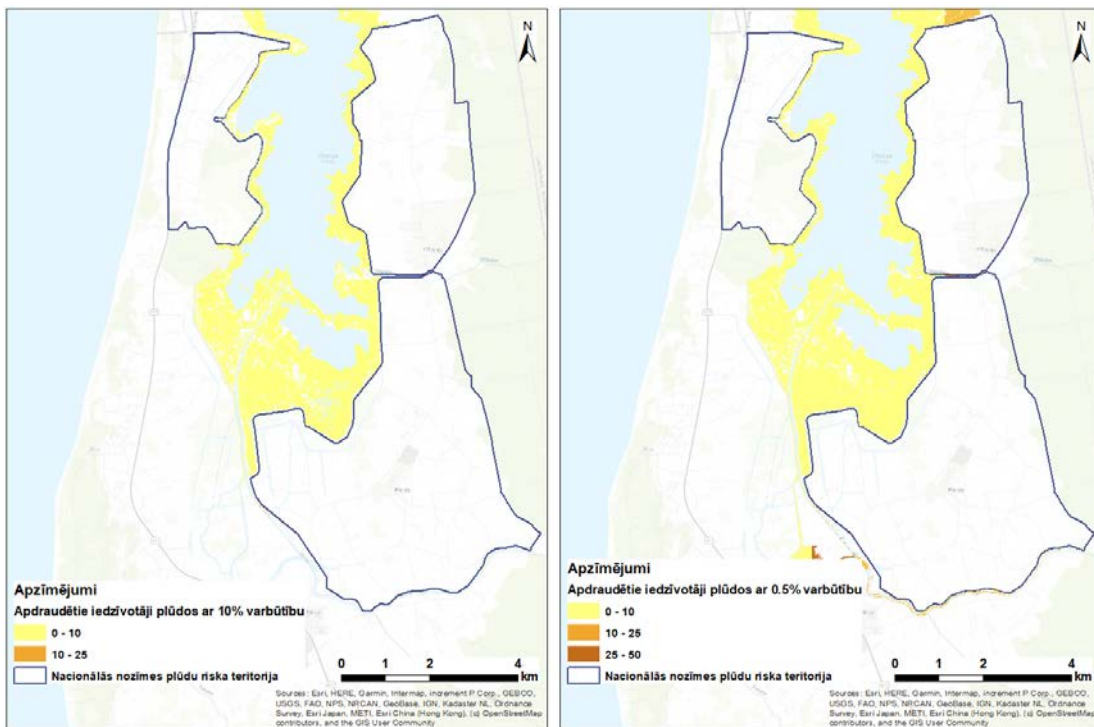 N
Apzīmējumi
Apdraudētie iedzīvotāji plūdos ar 10% varbūtību
0 - 10
10 - 25
Nacionālās nozīmes plūdu riska teritorija
0 1 2 4
km
Sources: Esri, HERE, Garmin, Intermap, increment P Corp., GEBCO,
USGS, FAO, NPS, NRCAN, GeoBase, IGN, Kadaster NL, Ordnance
Survey, Esri Japan, METI, Esri China (Hong Kong), (c) OpenStreetMap
contributors, and the GIS User Community
N
Apzīmējumi
Apdraudētie iedzīvotāji plūdos ar 0.5% varbūtību
0 - 10
10 - 25
25 - 50
Nacionālās nozīmes plūdu riska teritorija
0 1 2 4
km
Sources: Esri, HERE, Garmin, Intermap, increment P Corp., GEBCO,
USGS, FAO, NPS, NRCAN, GeoBase, IGN, Kadaster NL, Ordnance
Survey, Esri Japan, METI, Esri China (Hong Kong), (c) OpenStreetMap
contributors, and the GIS User Community